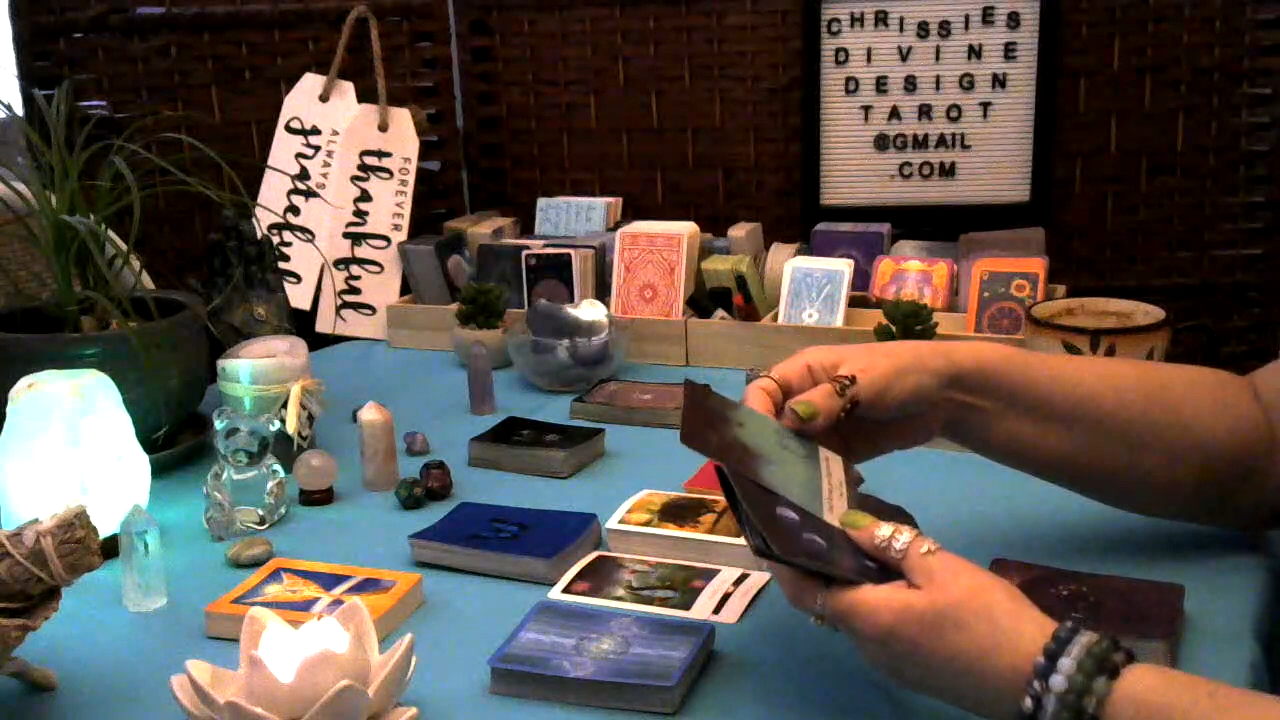 CHRISSIES
DIVINE
DESIGN
TAROT
@GMAIL
.COM
ALWAYS
grateful
FOREVER
thankful